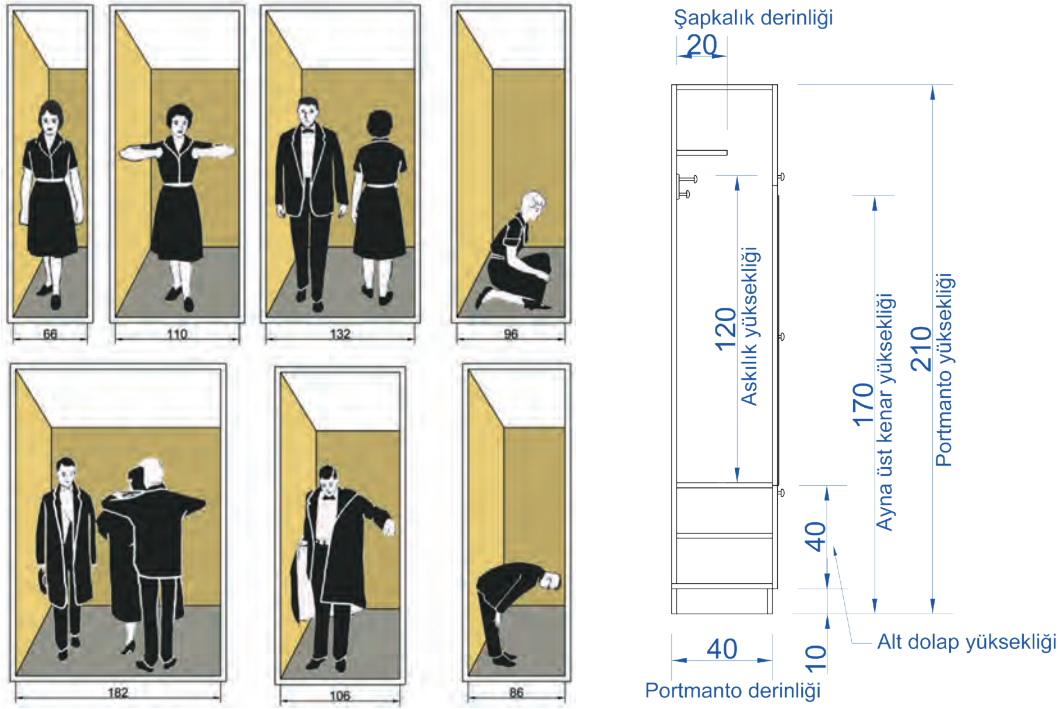 66
110
132
96
182
106
86
Şapkalık derinliği
20
120
Askılık yüksekliği
170
Ayna üst kenar yüksekliği
210
Portmanto yüksekliği
40
10
Alt dolap yüksekliği
40
Portmanto derinliği